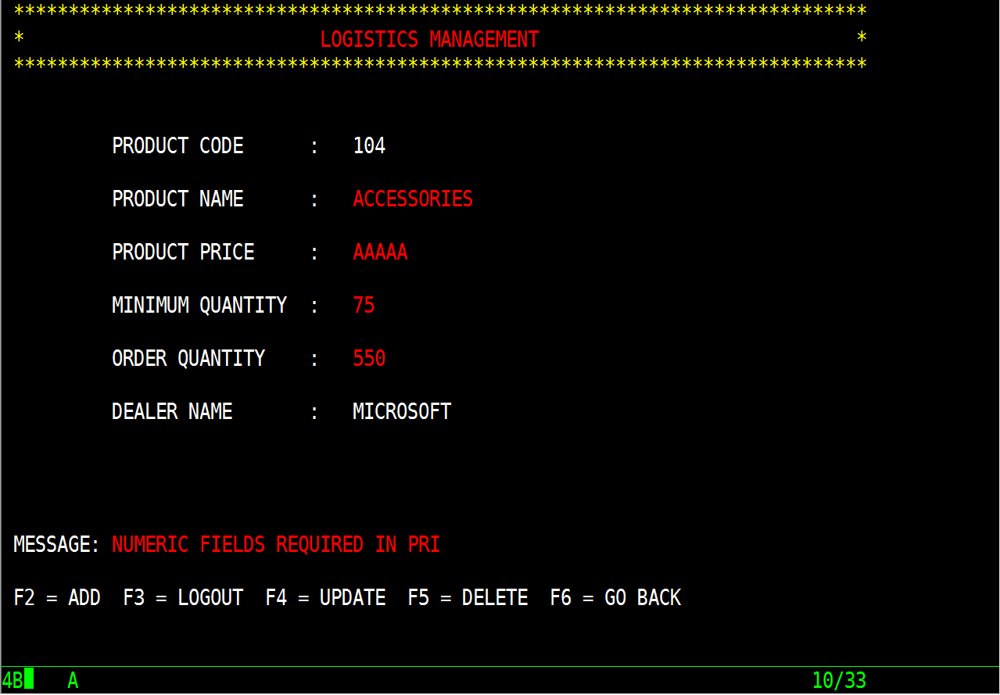 ******************************************************************************
* LOGISTICS MANAGEMENT *
******************************************************************************
PRODUCT CODE : 104
PRODUCT NAME : ACCESSORIES
PRODUCT PRICE : AAAAA
MINIMUM QUANTITY : 75
ORDER QUANTITY : 550
DEALER NAME : MICROSOFT
MESSAGE: NUMERIC FIELDS REQUIRED IN PRI
F2 = ADD F3 = LOGOUT F4 = UPDATE F5 = DELETE F6 = GO BACK
4B A 10/33